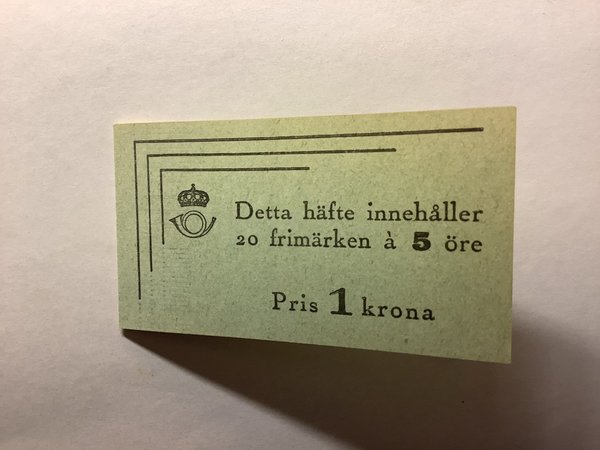 Detta häfte innehåller
20 frimärken à 5 öre
Pris 1 krona